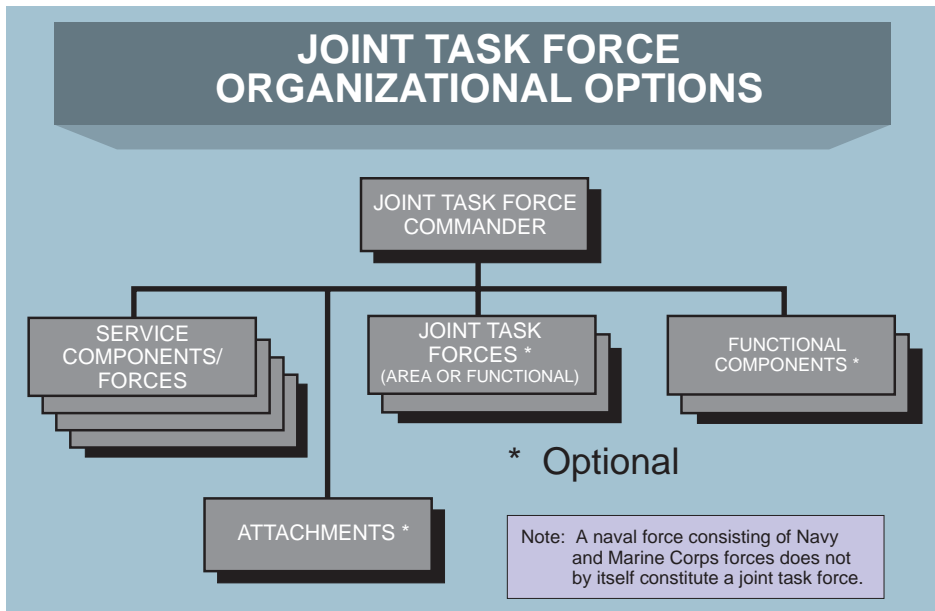 JOINT TASK FORCE
ORGANIZATIONAL OPTIONS
JOINT TASK FORCE
COMMANDER
SERVICE
COMPONENTS/
FORCES
JOINT TASK
FORCES *
(AREA OR FUNCTIONAL)
FUNCTIONAL
COMPONENTS *
* Optional
ATTACHMENTS *
Note: A naval force consisting of Navy
and Marine Corps forces does not
by itself constitute a joint task force.